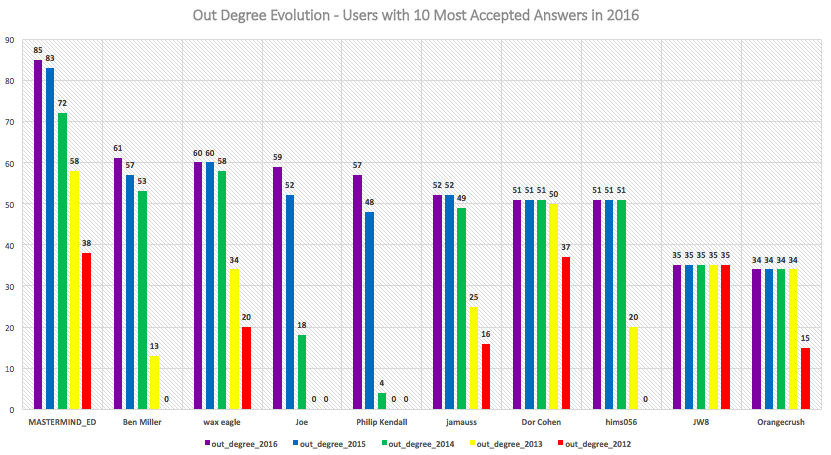 Out Degree Evolution - Users with 10 Most Accepted Answers in 2016
90
80
70
60
50
40
30
20
10
0
85 83 72 58 38
61 57 53 13 0
60 60 58 34 20
59 52 18 0 0
57 48 4 0 0
52 52 49 25 16
51 51 51 50 37
51 51 51 20 0
35 35 35 35 35
34 34 34 34 15
MASTERMIND_ED Ben Miller wax eagle Joe Philip Kendall jamauss Dor Cohen hims056 JW8 Orangecrush
out_degree_2016 out_degree_2015 out_degree_2014 out_degree_2013 out_degree_2012